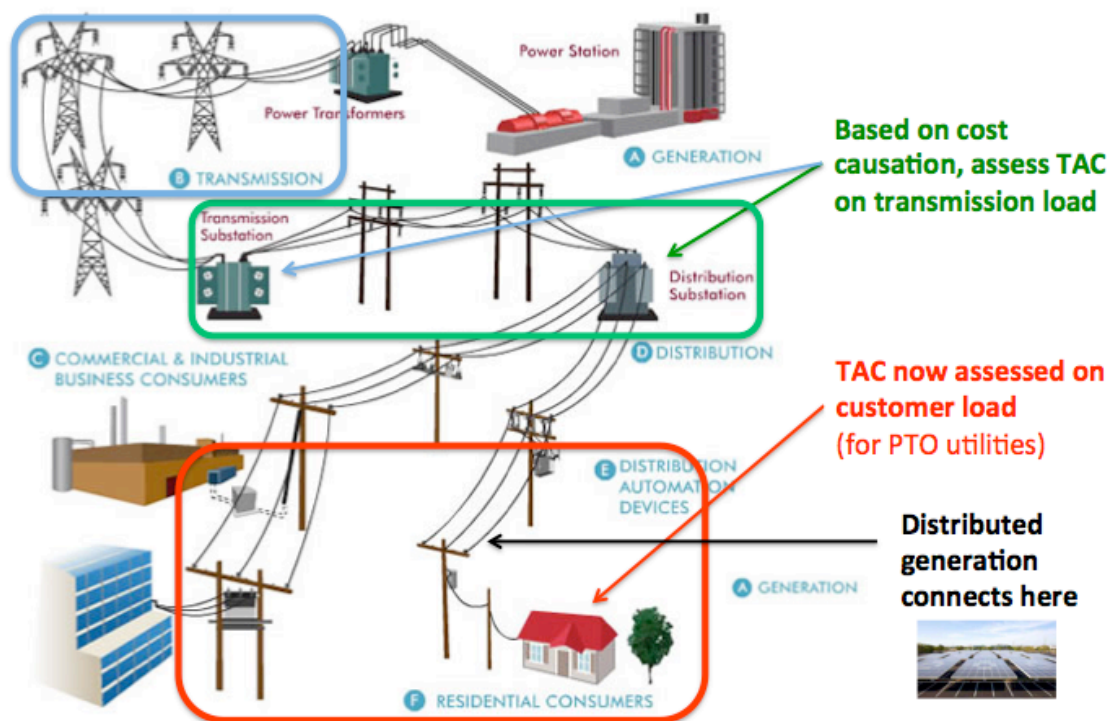 Power Station
Power Transformers
A GENERATION
B TRANSMISSION
Based on cost
causation, assess TAC
on transmission load
Transmission
Substation
Distribution
Substation
C COMMERCIAL & INDUSTRIAL
BUSINESS CONSUMERS
D DISTRIBUTION
TAC now assessed on
customer load
(for PTO utilities)
E DISTRIBUTION
AUTOMATION
DEVICES
Distributed
generation
connects here
A GENERATION
F RESIDENTIAL CONSUMERS